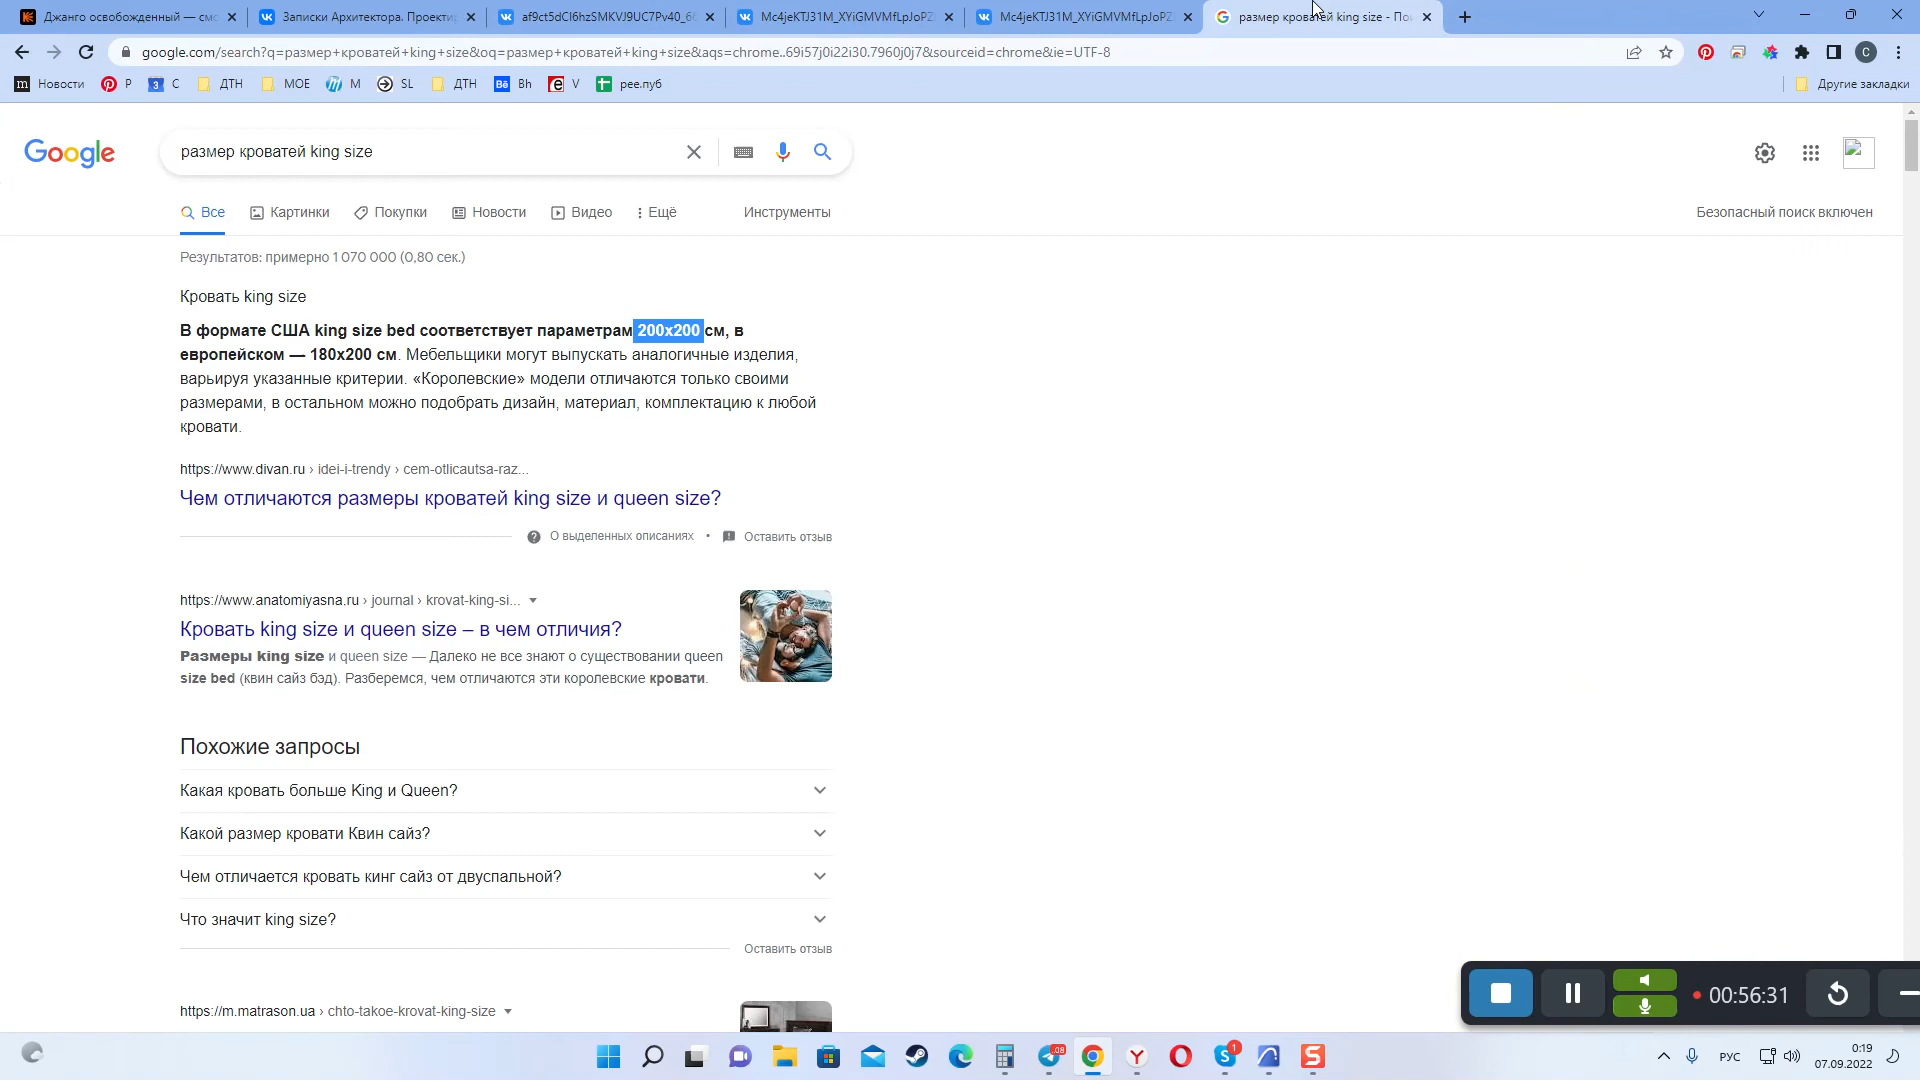 Джанго освобожденный — смо
Записки Архитектора. Проекти
af9ct5dCl6hzSMKVJ9UC7Pv40_6
Mc4jeKTJ31M_XYiGMVMfLpJoPZ
Mc4jeKTJ31M_XYiGMVMfLpJoPZ
размер кроватей king size - По
google.com/search?q=размер+кроватей+king+size&oq=размер+кроватей+king+size&aqs=chrome..69i57j0i22i30.7960j0j7&sourceid=chrome&ie=UTF-8
Новости P C ДТН МОЕ M SL ДТН Bh V рее.пуб Другие закладки
Google
размер кроватей king size
Все Картинки Покупки Новости Видео Ещё Инструменты Безопасный поиск включен
Результатов: примерно 1 070 000 (0,80 сек.)
Кровать king size
В формате США king size bed соответствует параметрам 200х200 см, в
европейском — 180х200 см. Мебельщики могут выпускать аналогичные изделия,
варьируя указанные критерии. «Королевские» модели отличаются только своими
размерами, в остальном можно подобрать дизайн, материал, комплектацию к любой
кровати.
https://www.divan.ru › idei-i-trendy › cem-otlicautsa-raz...
Чем отличаются размеры кроватей king size и queen size?
О выделенных описаниях • Оставить отзыв
https://www.anatomiyasna.ru › journal › krovat-king-si...
Кровать king size и queen size – в чем отличия?
Размеры king size и queen size — Далеко не все знают о существовании queen
size bed (квин сайз бэд). Разберемся, чем отличаются эти королевские кровати.
Похожие запросы
Какая кровать больше King и Queen?
Какой размер кровати Квин сайз?
Чем отличается кровать кинг сайз от двуспальной?
Что значит king size?
Оставить отзыв
https://m.matrason.ua › chto-takoe-krovat-king-size
00:56:31
РУС
0:19
07.09.2022